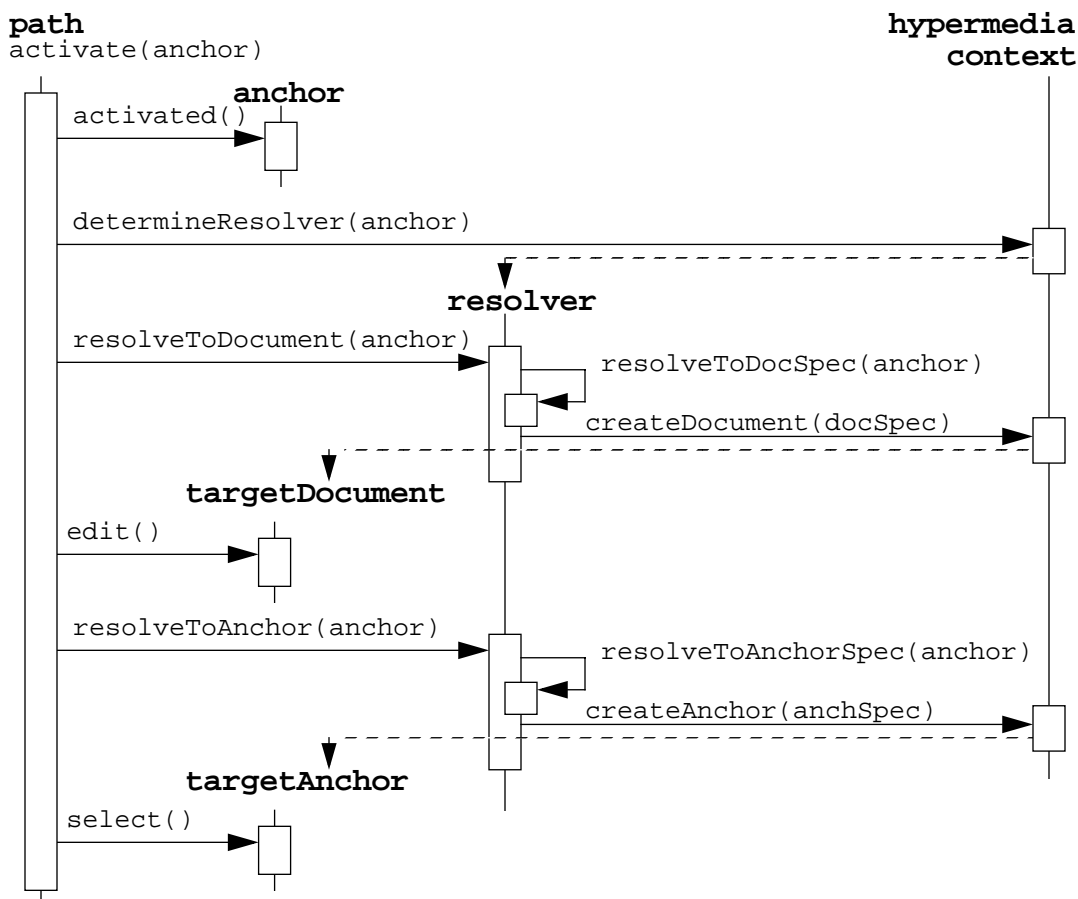 path
activate(anchor)
hypermedia
context
anchor
activated()
determineResolver(anchor)
resolver
resolveToDocument(anchor)
resolveToDocSpec(anchor)
createDocument(docSpec)
targetDocument
edit()
resolveToAnchor(anchor)
resolveToAnchorSpec(anchor)
createAnchor(anchSpec)
targetAnchor
select()